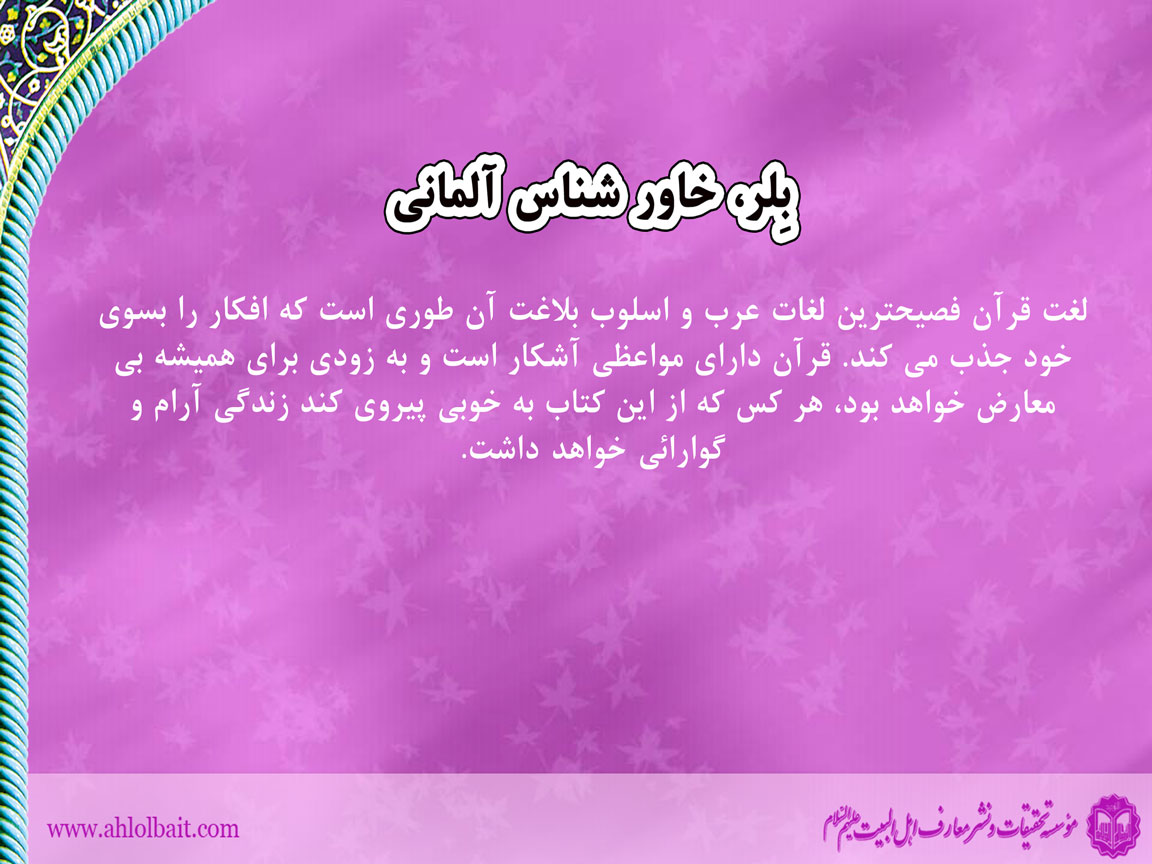 بِلر، خاور شناس آلمانی
لغت قرآن فصیحترین لغات عرب و اسلوب بلاغت آن طوری است که افکار را بسوی
خود جذب می کند. قرآن دارای مواعظی آشکار است و به زودی برای همیشه بی
معارض خواهد بود، هر کس که از این کتاب به خوبی پیروی کند زندگی آرام و
گوارائی خواهد داشت.
www.ahlolbait.com
مؤسسه تحقیقات و نشر معارف اهل البیت علیهم السلام